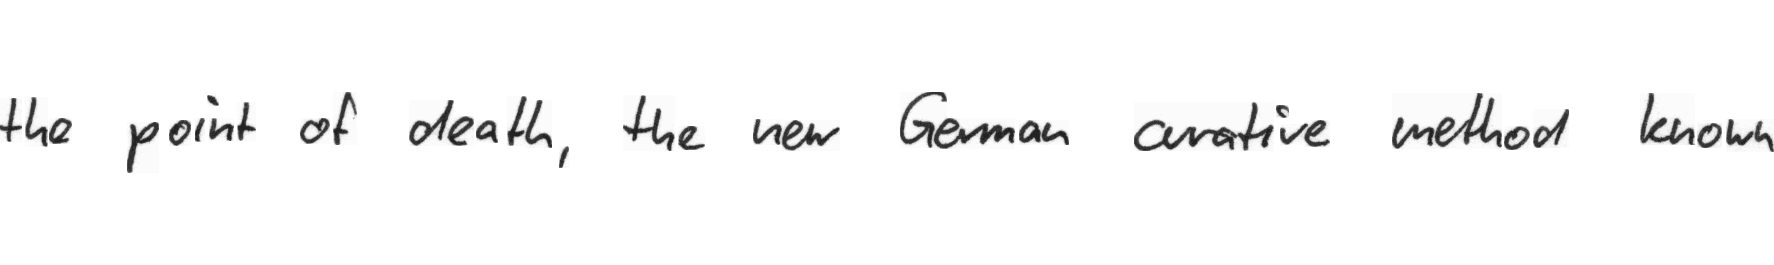 the point of death, the new German curative method known